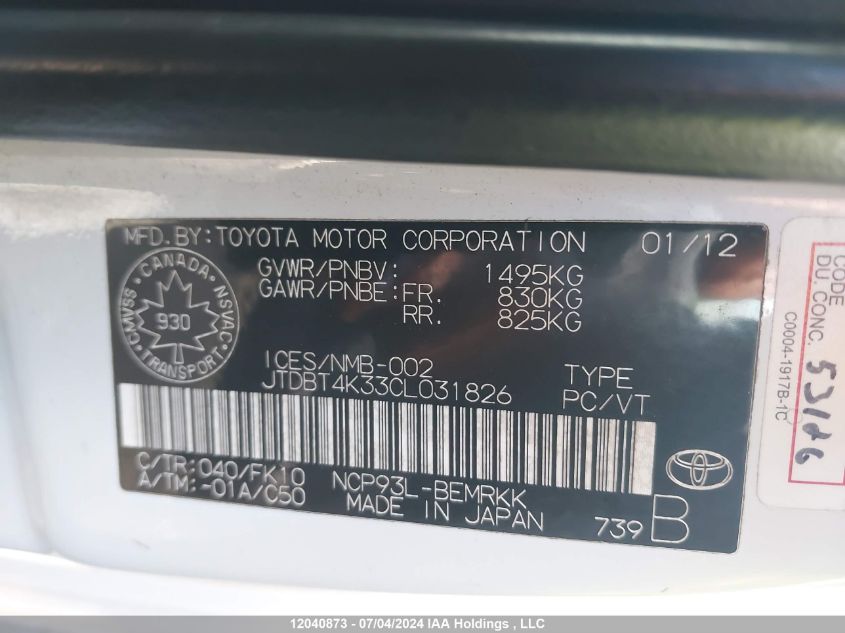 MFD.BY:TOYOTA MOTOR CORPORATION 01/12
GVWR/PNBV: 1495KG
GAWR/PNBE:FR. 830KG
RR. 825KG
CANADA
CMVSS NSVAC
930
TRANSPORT
ICES/NMB-002
JTDBT4K33CL031826
TYPE
PC/VT
C/TR:040/FK10
A/TM:-01A/C50
NCP93L-BEMRKK
MADE IN JAPAN
739 B
CODE
DU. CONC.
C0004-1917B-1C
12040873 - 07/04/2024 IAA Holdings , LLC